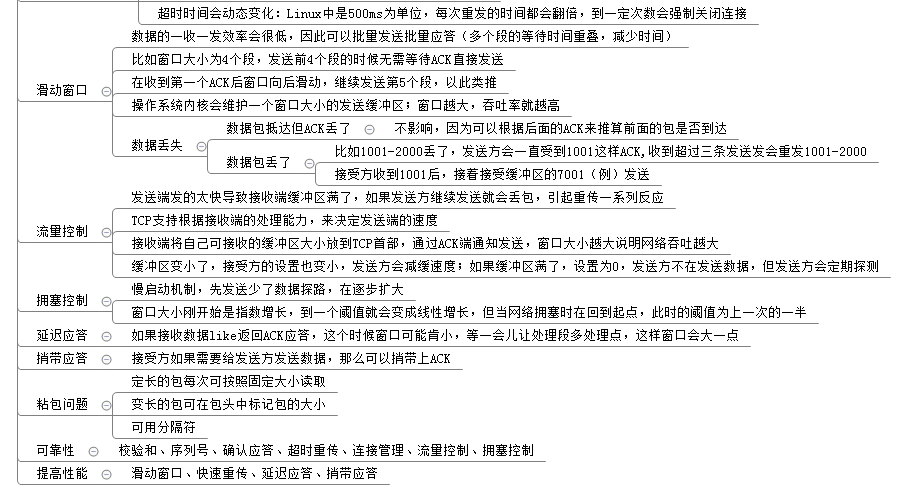 超时时间会动态变化：Linux中是500ms为单位，每次重发的时间都会翻倍，到一定次数会强制关闭连接
滑动窗口
数据的一收一发效率会很低，因此可以批量发送批量应答（多个段的等待时间重叠，减少时间）
比如窗口大小为4个段，发送前4个段的时候无需等待ACK直接发送
在收到第一个ACK后窗口向后滑动，继续发送第5个段，以此类推
操作系统内核会维护一个窗口大小的发送缓冲区；窗口越大，吞吐率就越高
数据丢失
数据包抵达但ACK丢了
不影响，因为可以根据后面的ACK来推算前面的包是否到达
数据包丢了
比如1001-2000丢了，发送方会一直受到1001这样ACK,收到超过三条发送发会重发1001-2000
接受方收到1001后，接着接受缓冲区的7001（例）发送
流量控制
发送端发的太快导致接收端缓冲区满了，如果发送方继续发送就会丢包，引起重传一系列反应
TCP支持根据接收端的处理能力，来决定发送端的速度
接收端将自己可接收的缓冲区大小放到TCP首部，通过ACK端通知发送，窗口大小越大说明网络吞吐越大
缓冲区变小了，接受方的设置也变小，发送方会减缓速度；如果缓冲区满了，设置为0，发送方不在发送数据，但发送方会定期探测
拥塞控制
慢启动机制，先发送少了数据探路，在逐步扩大
窗口大小刚开始是指数增长，到一个阈值就会变成线性增长，但当网络拥塞时在回到起点，此时的阈值为上一次的一半
延迟应答
如果接收数据like返回ACK应答，这个时候窗口可能肯小，等一会儿让处理段多处理点，这样窗口会大一点
捎带应答
接受方如果需要给发送方发送数据，那么可以捎带上ACK
粘包问题
定长的包每次可按照固定大小读取
变长的包可在包头中标记包的大小
可用分隔符
可靠性
校验和、序列号、确认应答、超时重传、连接管理、流量控制、拥塞控制
提高性能
滑动窗口、快速重传、延迟应答、捎带应答